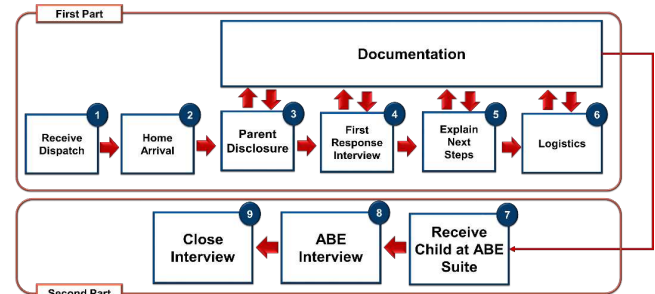 First Part
Documentation
1
Receive
Dispatch
2
Home
Arrival
3
Parent
Disclosure
4
First
Response
Interview
5
Explain
Next
Steps
6
Logistics
9
Close
Interview
8
ABE
Interview
7
Receive
Child at ABE
Suite
Second Part